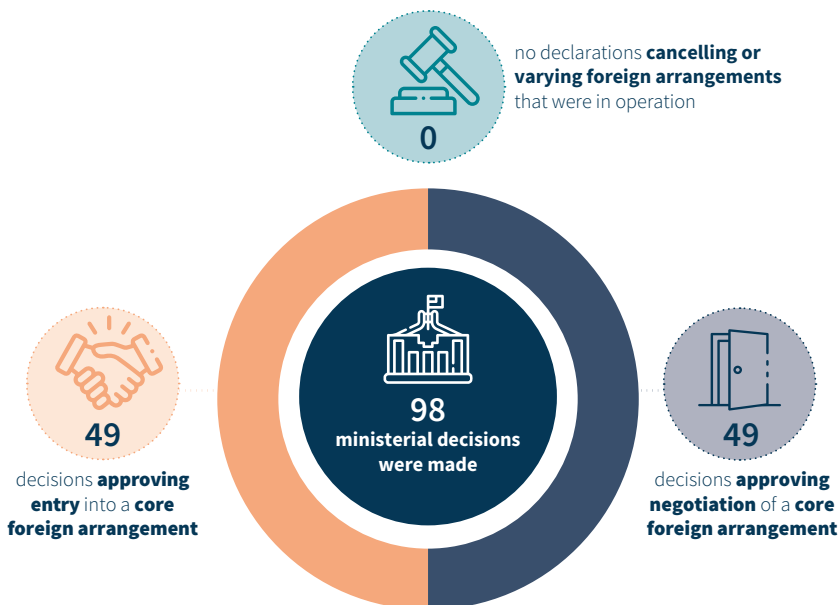 no declarations cancelling or
varying foreign arrangements
that were in operation
0
98
ministerial decisions
were made
49
decisions approving
entry into a core
foreign arrangement
49
decisions approving
negotiation of a core
foreign arrangement